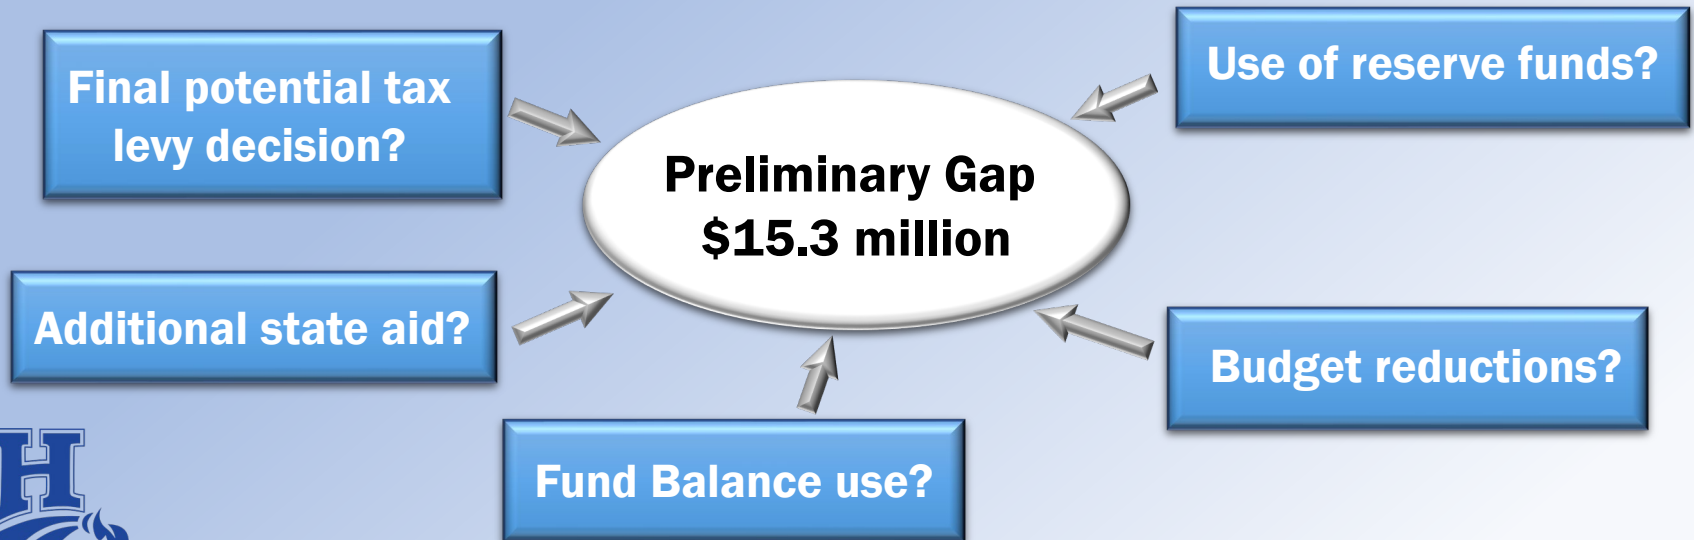 Final potential tax
levy decision?
Use of reserve funds?
Preliminary Gap
$15.3 million
Additional state aid?
Budget reductions?
Fund Balance use?
H